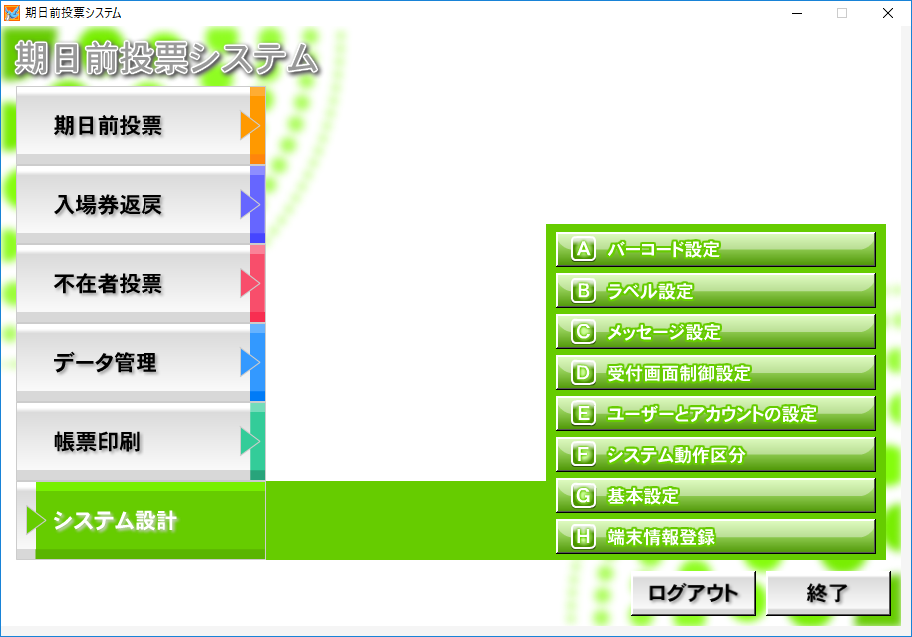 期日前投票システム
期日前投票システム
期日前投票
入場券返戻
不在者投票
データ管理
帳票印刷
システム設計
A バーコード設定
B ラベル設定
C メッセージ設定
D 受付画面制御設定
E ユーザーとアカウントの設定
F システム動作区分
G 基本設定
H 端末情報登録
ログアウト
終了